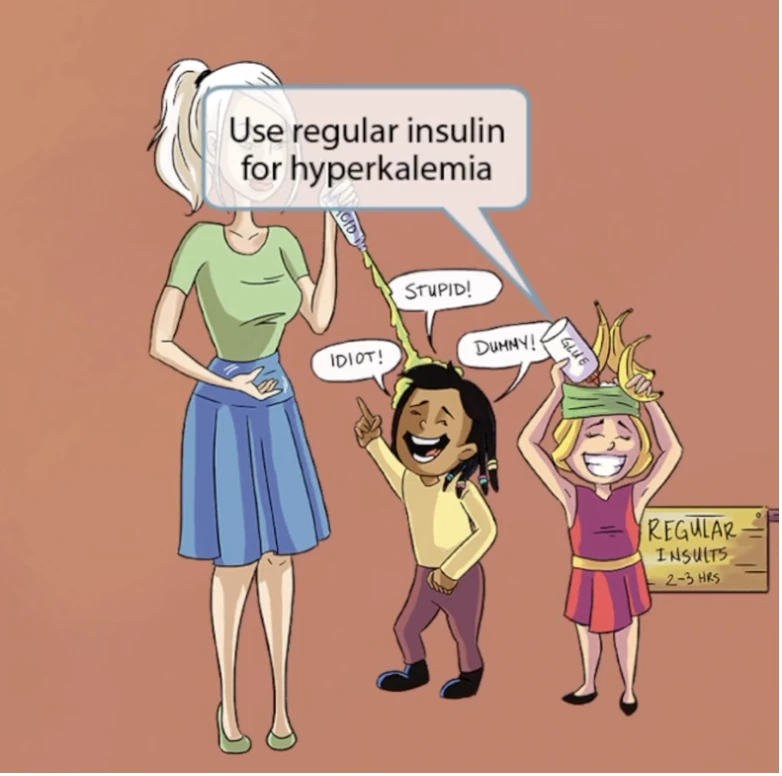 Use regular insulin
for hyperkalemia
STUPID!
IDIOT!
DUMMY!
GLUE
REGULAR
INSULTS
2-3 HRS